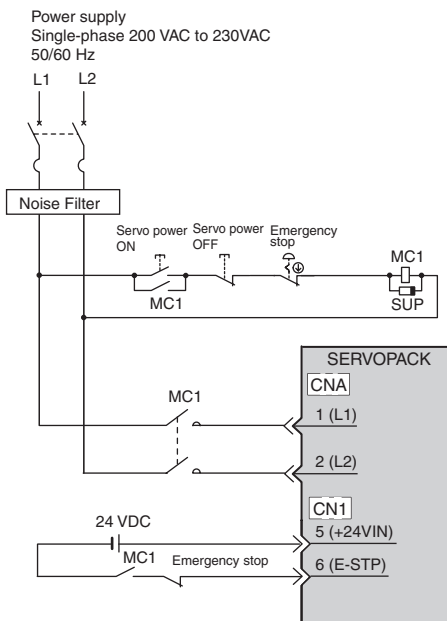 Power supply
Single-phase 200 VAC to 230VAC
50/60 Hz
L1 L2
Noise Filter
Servo power
ON
Servo power
OFF
Emergency
stop
MC1
MC1
SUP
SERVOPACK
CNA
MC1
1 (L1)
2 (L2)
CN1
24 VDC
5 (+24VIN)
MC1
Emergency stop
6 (E-STP)